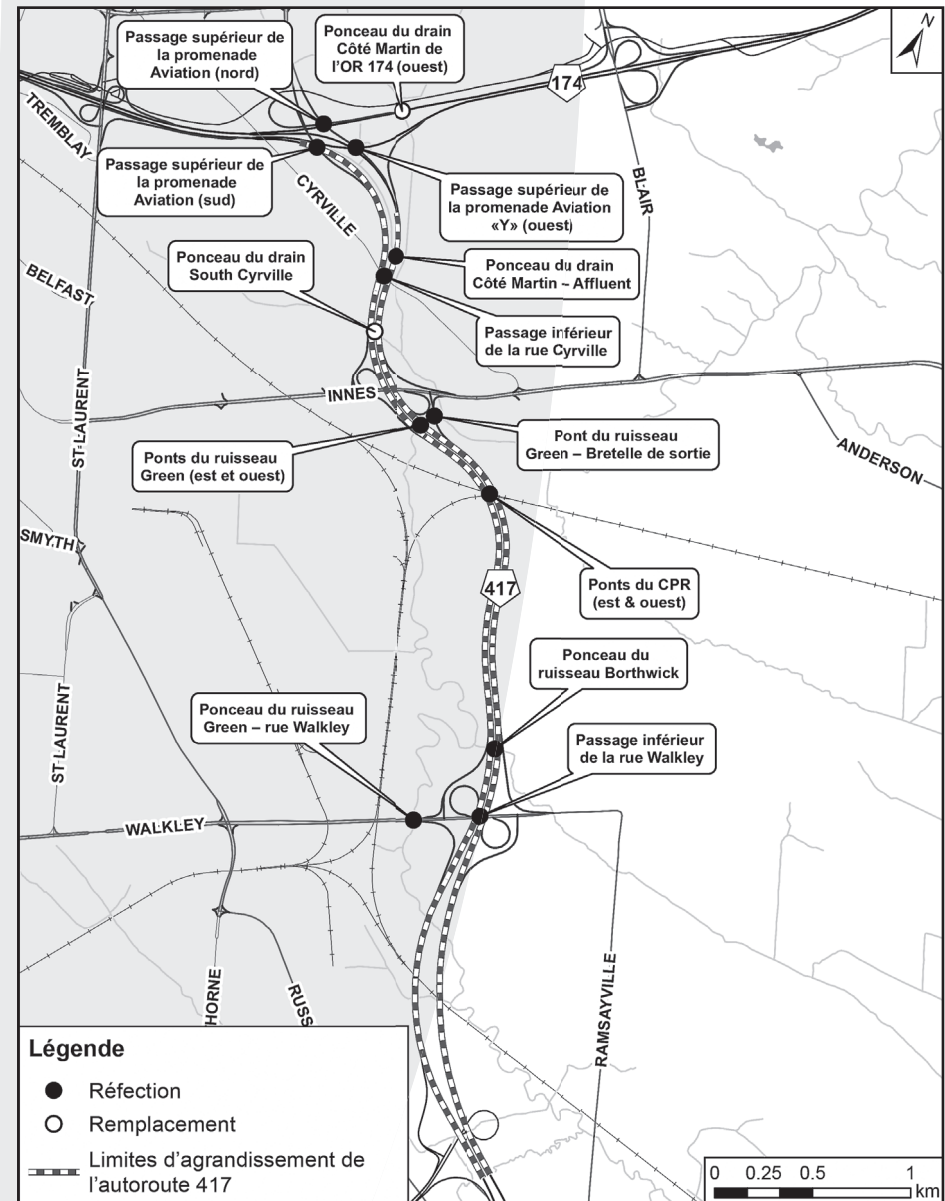 N
Passage supérieur de
la promenade
Aviation (nord)
Ponceau du drain
Côté Martin de
l'OR 174 (ouest)
174
TREMBLAY
Passage supérieur de
la promenade
Aviation (sud)
CYRVILLE
Passage supérieur de
la promenade Aviation
«Y» (ouest)
BLAIR
Ponceau du drain
South Cyrville
Ponceau du drain
Côté Martin – Affluent
BELFAST
Passage inférieur
de la rue Cyrville
ST-LAURENT
INNES
Ponts du ruisseau
Green (est et ouest)
Pont du ruisseau
Green – Bretelle de sortie
ANDERSON
SMYTH
417
Ponts du CPR
(est & ouest)
Ponceau du
ruisseau Borthwick
ST-LAURENT
Ponceau du ruisseau
Green – rue Walkley
Passage inférieur
de la rue Walkley
WALKLEY
HORNE
RUSS
RAMSAYVILLE
Légende
Réfection
Remplacement
Limites d'agrandissement de
l'autoroute 417
0 0.25 0.5 1
km